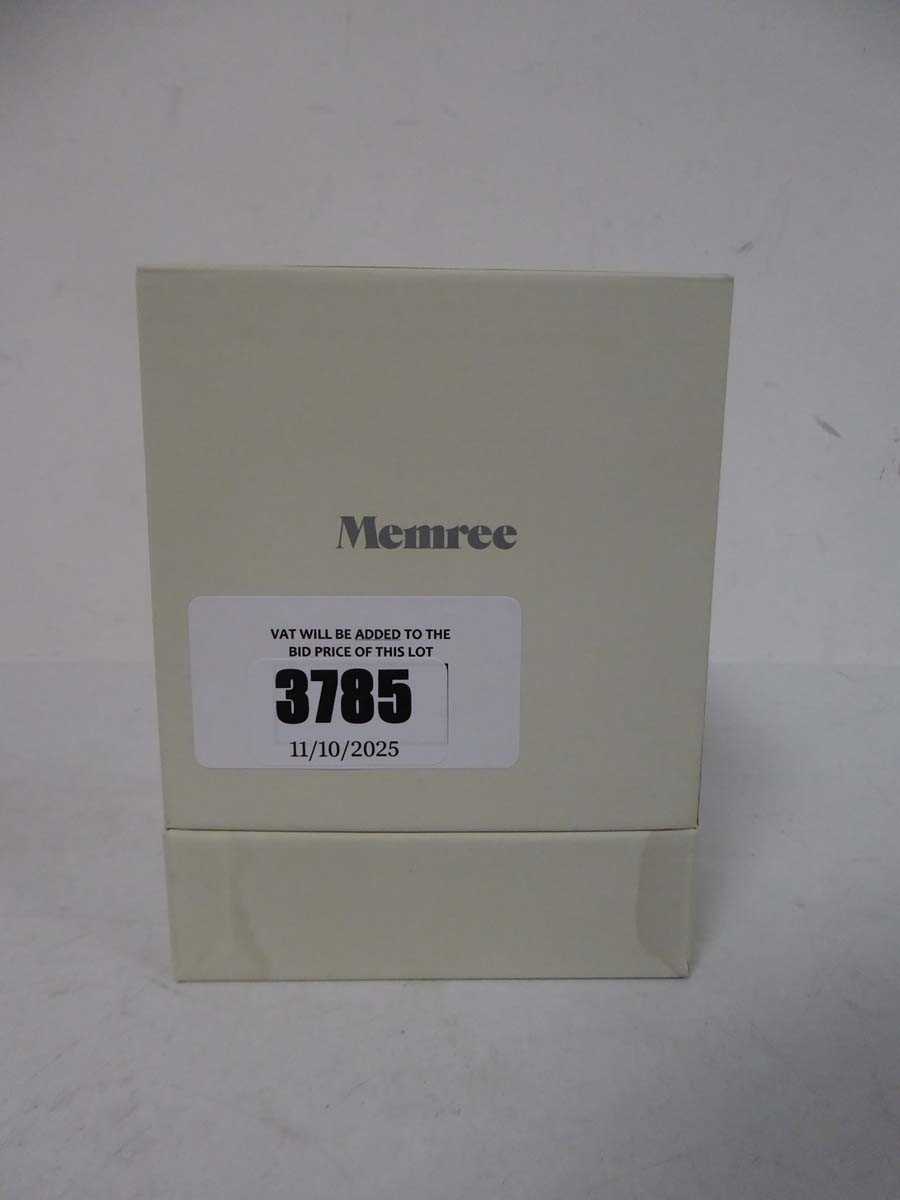 Memree
VAT WILL BE ADDED TO THE
BID PRICE OF THIS LOT
3785
11/10/2025